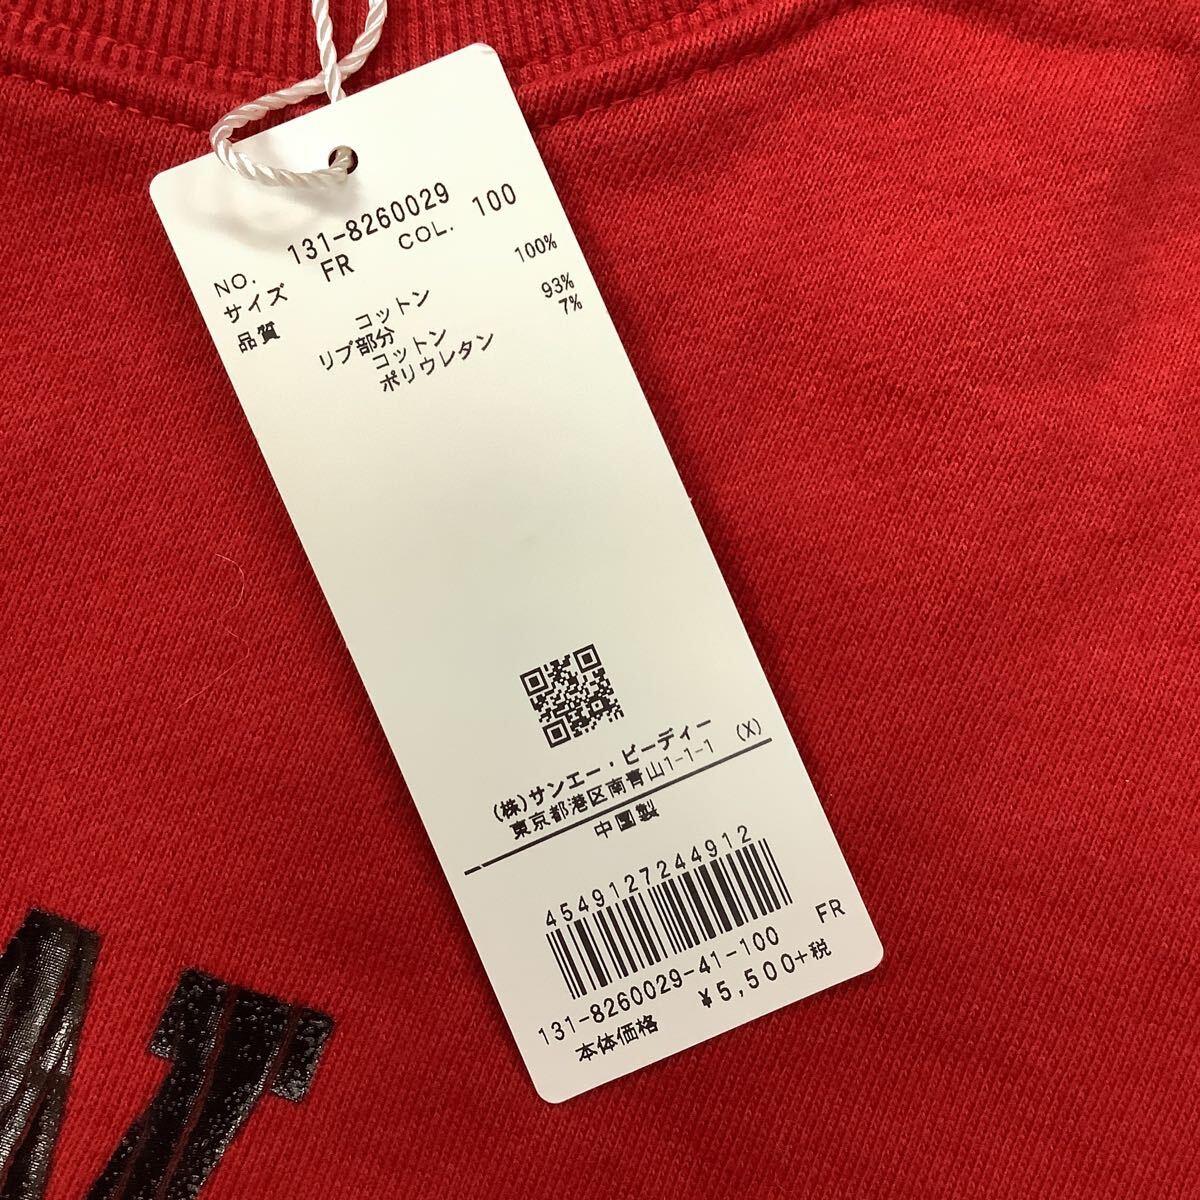 NO. 131-8260029 COL. 100
サイズ FR
品質 コットン 100%
リブ部分
コットン 93%
ポリウレタン 7%
(株)サンエー・ビーディー
東京都港区南青山1-1-1 (X)
中国製
4549127244912
131-8260029-41-100 FR
本体価格 ¥5,500+税